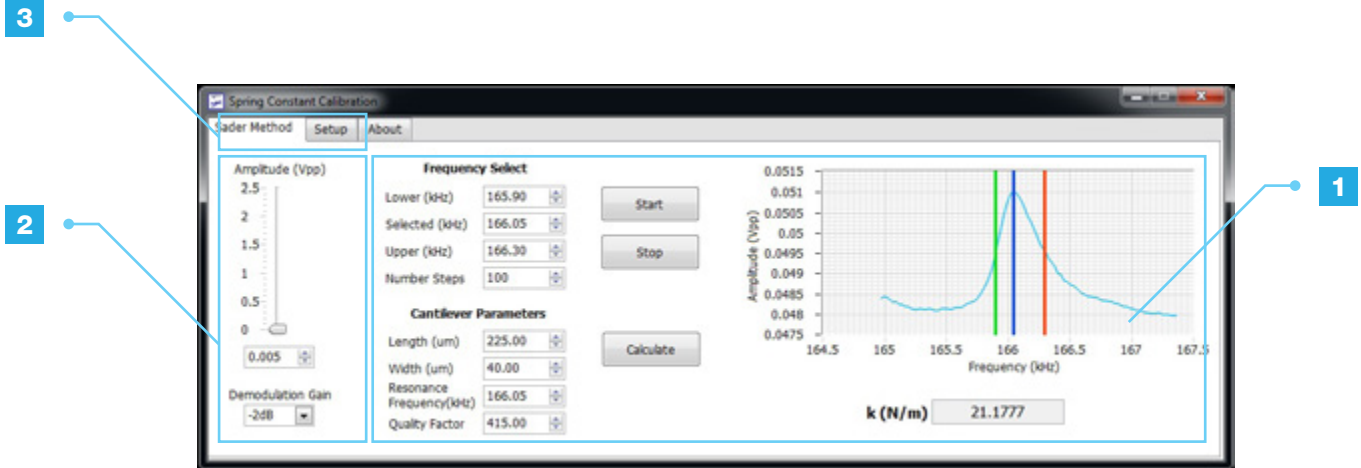 3
Spring Constant Calibration
Sader Method Setup About
Amplitude (Vpp)
2.5
2
1.5
1
0.5
0
0.005
Demodulation Gain
-2dB
2
Frequency Select
Lower (kHz) 165.90
Selected (kHz) 166.05
Upper (kHz) 166.30
Number Steps 100
Start
Stop
Cantilever Parameters
Length (um) 225.00
Width (um) 40.00
Resonance
Frequency(kHz) 166.05
Quality Factor 415.00
Calculate
Amplitude (Vpp)
0.0515
0.051
0.0505
0.05
0.0495
0.049
0.0485
0.048
0.0475
164.5 165 165.5 166 166.5 167 167.5
Frequency (kHz)
k (N/m) 21.1777
1